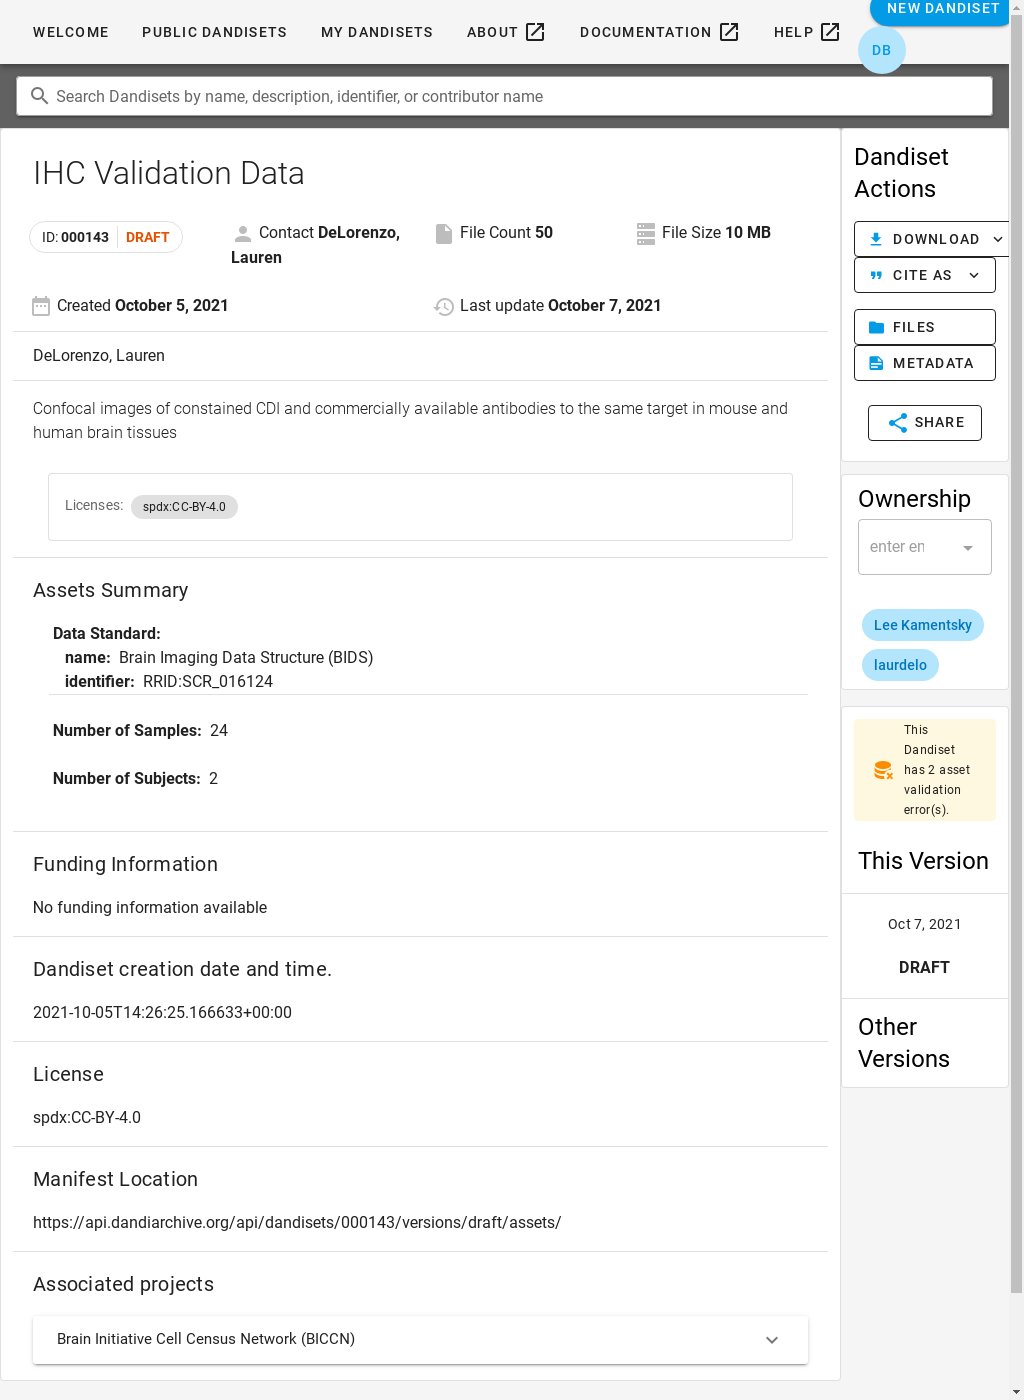 WELCOME
PUBLIC DANDISETS
MY DANDISETS
ABOUT
DOCUMENTATION
HELP
NEW DANDISET
DB
Search Dandisets by name, description, identifier, or contributor name
IHC Validation Data
ID: 000143 DRAFT
Contact DeLorenzo,
Lauren
File Count 50
File Size 10 MB
Created October 5, 2021
Last update October 7, 2021
DeLorenzo, Lauren
Confocal images of constained CDI and commercially available antibodies to the same target in mouse and
human brain tissues
Licenses: spdx:CC-BY-4.0
Assets Summary
Data Standard:
name: Brain Imaging Data Structure (BIDS)
identifier: RRID:SCR_016124
Number of Samples: 24
Number of Subjects: 2
Funding Information
No funding information available
Dandiset creation date and time.
2021-10-05T14:26:25.166633+00:00
License
spdx:CC-BY-4.0
Manifest Location
https://api.dandiarchive.org/api/dandisets/000143/versions/draft/assets/
Associated projects
Brain Initiative Cell Census Network (BICCN)
Dandiset
Actions
DOWNLOAD
CITE AS
FILES
METADATA
SHARE
Ownership
enter en
Lee Kamentsky
laurdelo
This
Dandiset
has 2 asset
validation
error(s).
This Version
Oct 7, 2021
DRAFT
Other
Versions